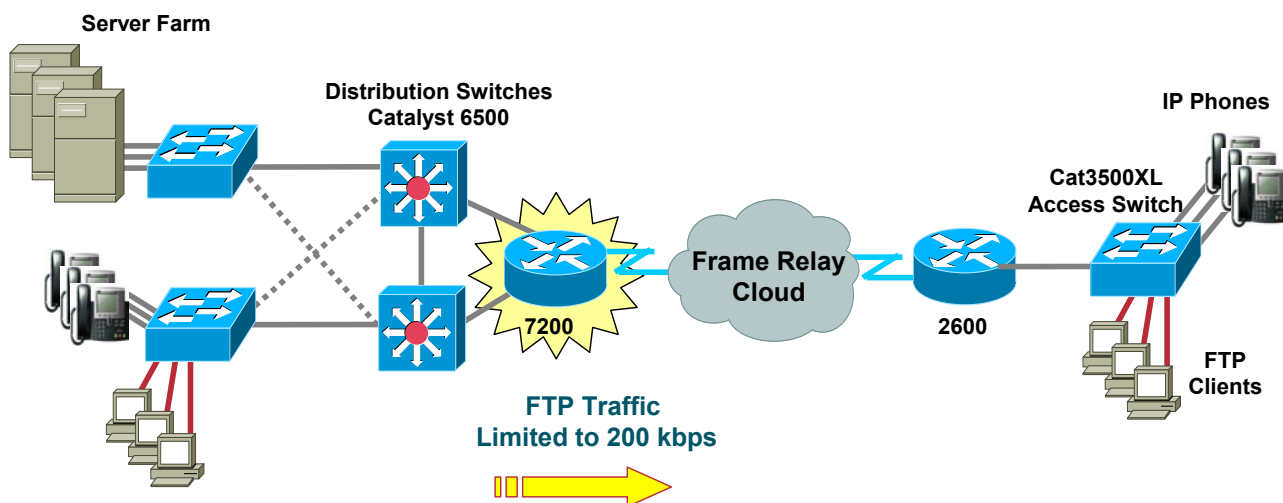 Server Farm
Distribution Switches
Catalyst 6500
IP Phones
Cat3500XL
Access Switch
Frame Relay
Cloud
7200
2600
FTP
Clients
FTP Traffic
Limited to 200 kbps